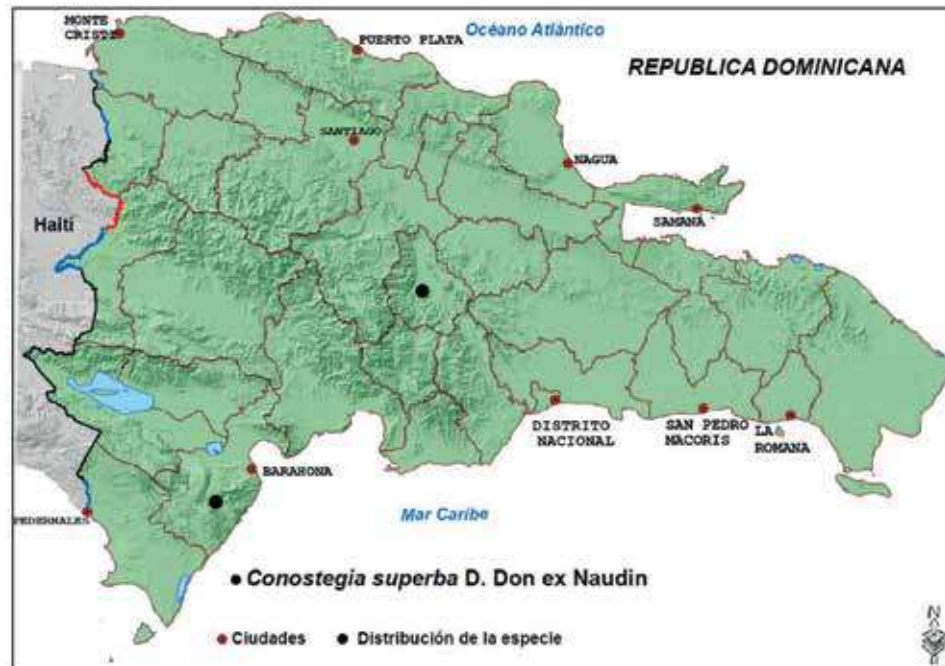 MONTE
CRISTI
Océano Atlántico
PUERTO PLATA
REPUBLICA DOMINICANA
SANTIAGO
NAGUA
SAMANÁ
Haití
DISTRITO
NACIONAL
SAN PEDRO
MACORIS
LA
ROMANA
BARAHONA
PEDERNALES
Mar Caribe
• Conostegia superba D. Don ex Naudin
Ciudades
Distribución de la especie
N